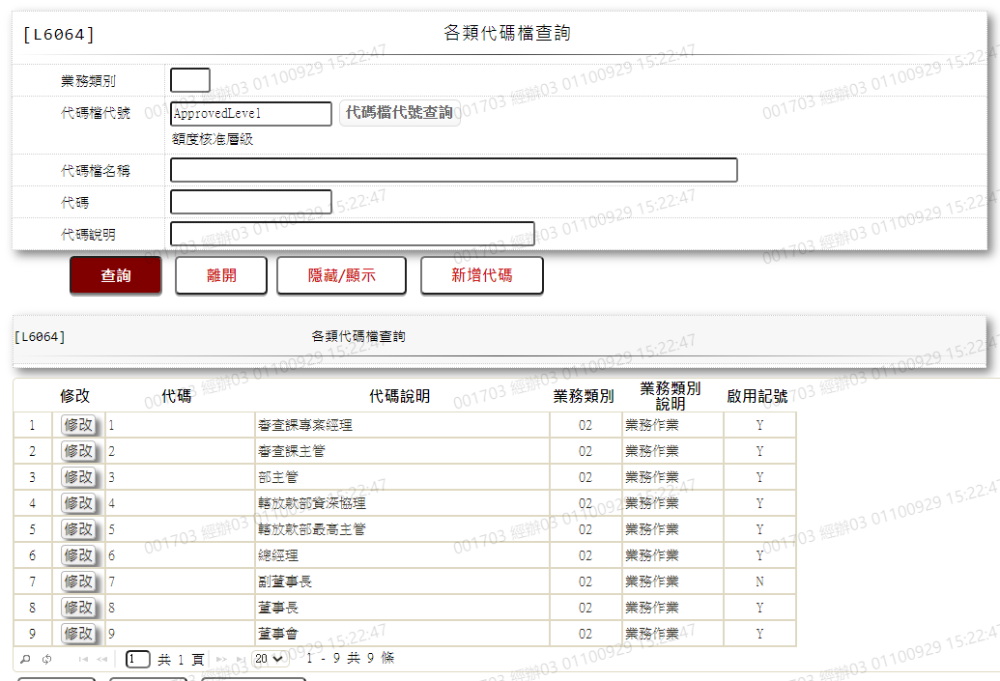 [L6064] 各類代碼檔查詢
業務類別
代碼檔代號 ApprovedLevel 代碼檔代號查詢
額度核准層級
代碼檔名稱
代碼
代碼說明
查詢 離開 隱藏/顯示 新增代碼
[L6064] 各類代碼檔查詢
修改 代碼 代碼說明 業務類別 業務類別說明 啟用記號
1 修改 1 審查課專案經理 02 業務作業 Y
2 修改 2 審查課主管 02 業務作業 Y
3 修改 3 部主管 02 業務作業 Y
4 修改 4 轄放款部資深協理 02 業務作業 Y
5 修改 5 轄放款部最高主管 02 業務作業 Y
6 修改 6 總經理 02 業務作業 Y
7 修改 7 副董事長 02 業務作業 N
8 修改 8 董事長 02 業務作業 Y
9 修改 9 董事會 02 業務作業 Y
1 共 1 頁 20 1 - 9 共 9 條
001703 經辦03 01100929 15:22:47